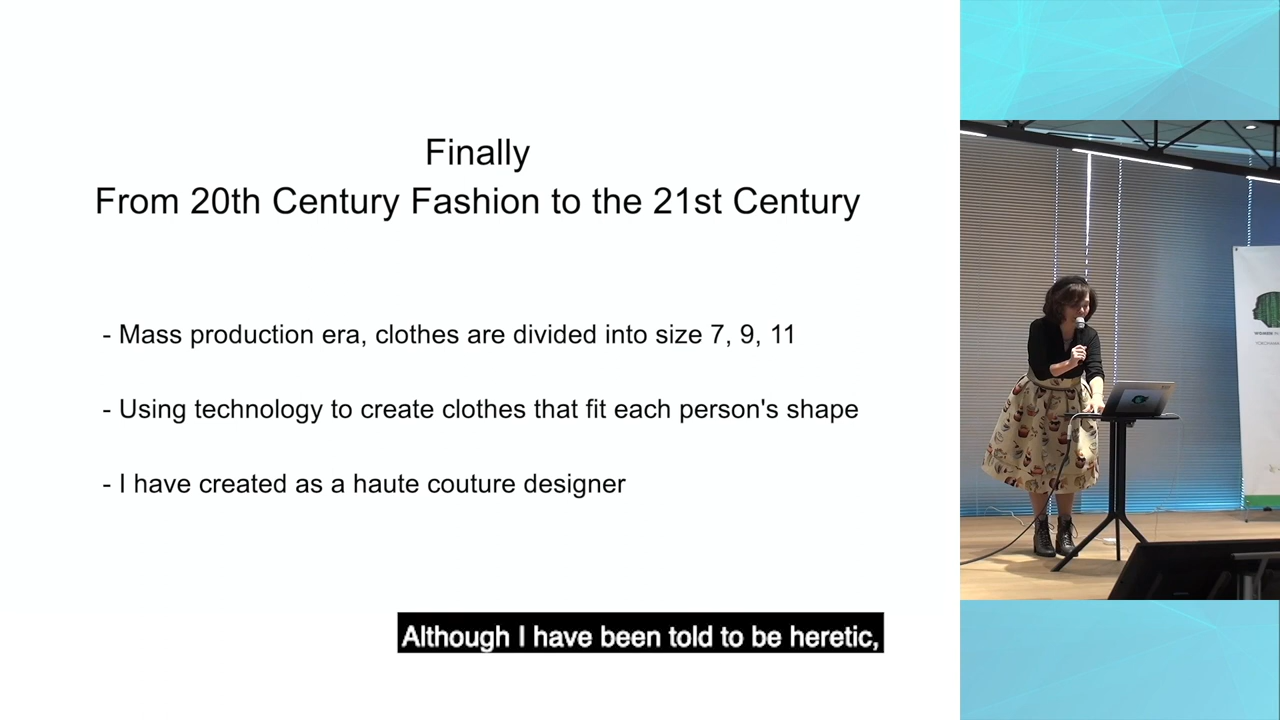 Finally
From 20th Century Fashion to the 21st Century
- Mass production era, clothes are divided into size 7, 9, 11
- Using technology to create clothes that fit each person's shape
- I have created as a haute couture designer
Although I have been told to be heretic,